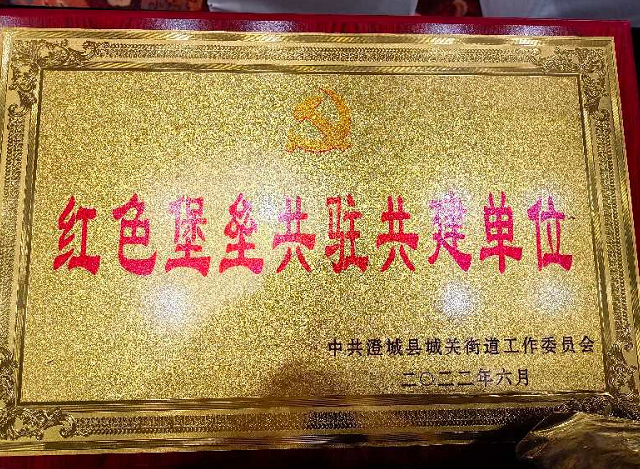 红色堡垒共驻共建单位
中共澄城县城关街道工作委员会
二〇二二年六月